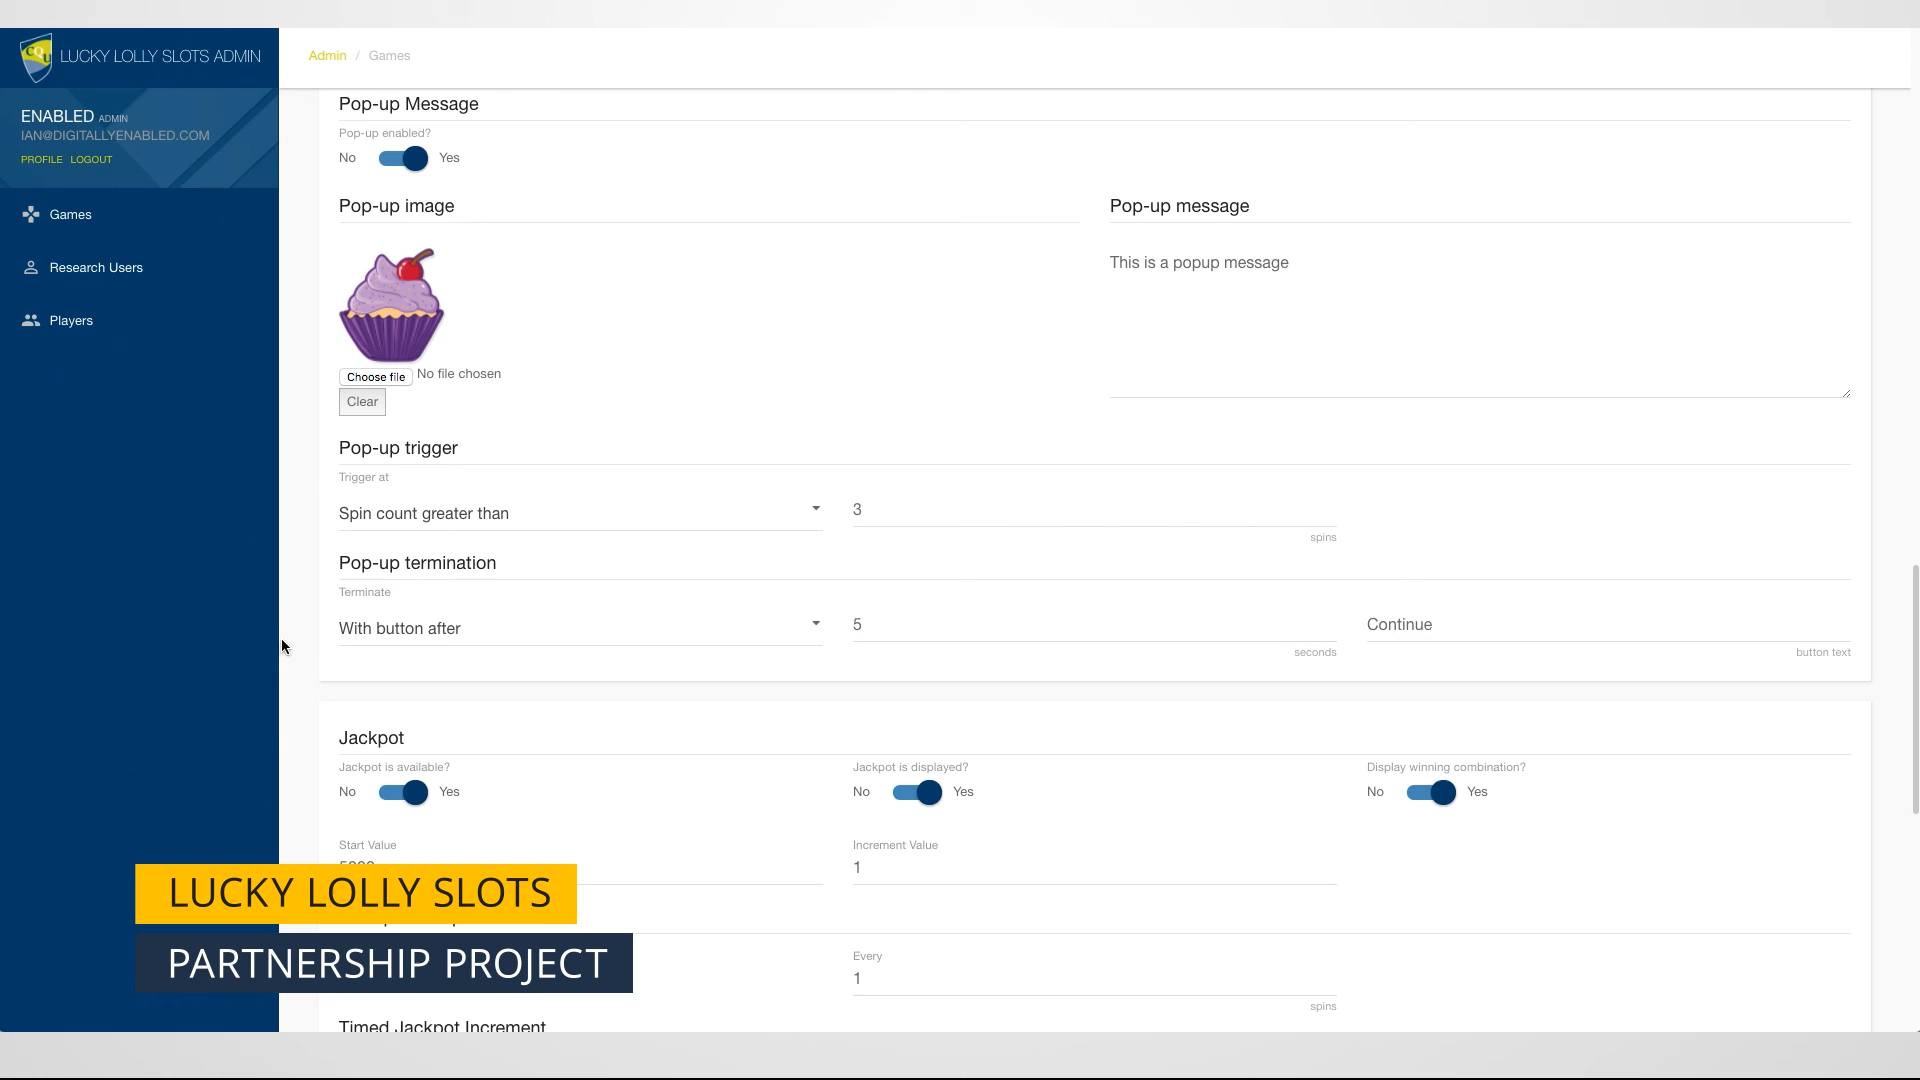 CQU LUCKY LOLLY SLOTS ADMIN
Admin / Games
ENABLED ADMIN
IAN@DIGITALLYENABLED.COM
PROFILE LOGOUT
Games
Research Users
Players
Pop-up Message
Pop-up enabled?
No Yes
Pop-up image
Pop-up message
This is a popup message
Choose file No file chosen
Clear
Pop-up trigger
Trigger at
Spin count greater than
3
spins
Pop-up termination
Terminate
With button after
5
seconds
Continue
button text
Jackpot
Jackpot is available?
No Yes
Jackpot is displayed?
No Yes
Display winning combination?
No Yes
Start Value
Increment Value
1
Every
1
spins
Timed Jackpot Increment
LUCKY LOLLY SLOTS
PARTNERSHIP PROJECT